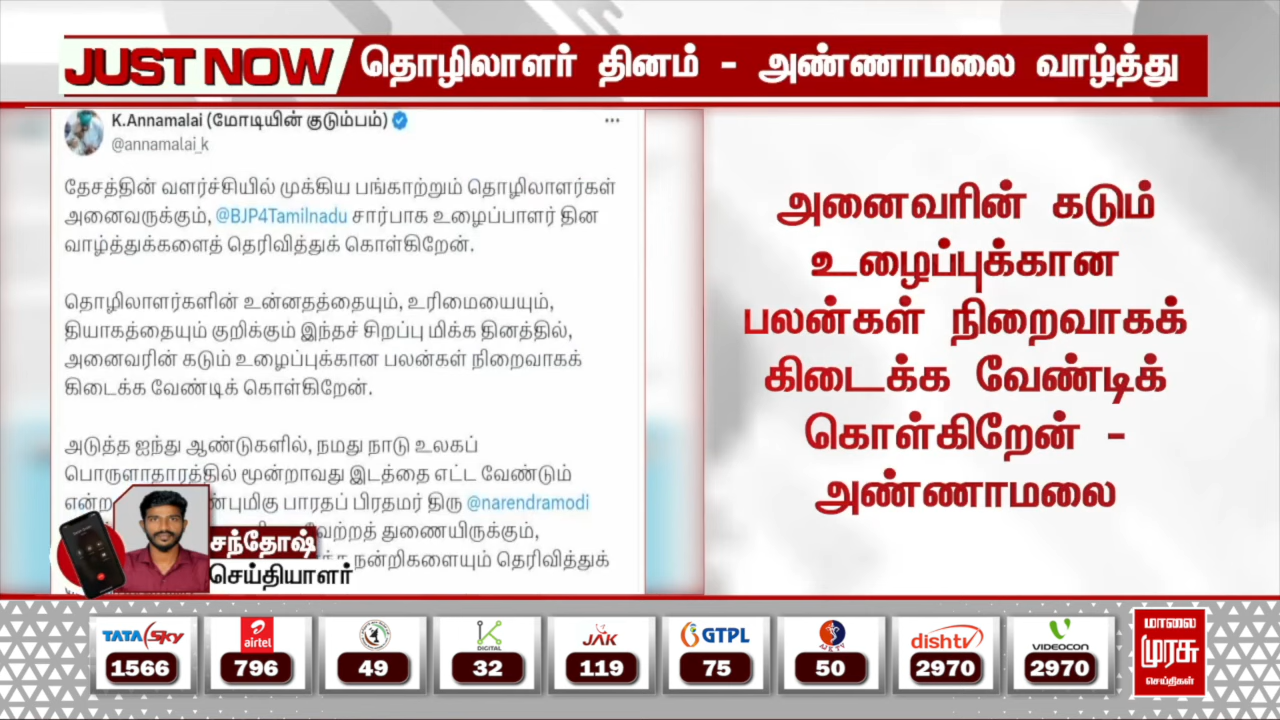 JUST NOW தொழிலாளர் தினம் - அண்ணாமலை வாழ்த்து
K.Annamalai (மோடியின் குடும்பம்)
@annamalai_k
தேசத்தின் வளர்ச்சியில் முக்கிய பங்காற்றும் தொழிலாளர்கள்
அனைவருக்கும், @BJP4Tamilnadu சார்பாக உழைப்பாளர் தின
வாழ்த்துக்களைத் தெரிவித்துக் கொள்கிறேன்.
தொழிலாளர்களின் உன்னதத்தையும், உரிமையையும்,
தியாகத்தையும் குறிக்கும் இந்தச் சிறப்பு மிக்க தினத்தில்,
அனைவரின் கடும் உழைப்புக்கான பலன்கள் நிறைவாகக்
கிடைக்க வேண்டிக் கொள்கிறேன்.
அடுத்த ஐந்து ஆண்டுகளில், நமது நாடு உலகப்
பொருளாதாரத்தில் மூன்றாவது இடத்தை எட்ட வேண்டும்
பாரதப் பிரதமர் திரு @narendramodi
துணையிருக்கும்,
நன்றிகளையும் தெரிவித்துக்
அனைவரின் கடும்
உழைப்புக்கான
பலன்கள் நிறைவாகக்
கிடைக்க வேண்டிக்
கொள்கிறேன் -
அண்ணாமலை
சந்தோஷ்
செய்தியாளர்
TATA Sky
1566
airtel
796
49
DIGITAL
32
JAK
119
GTPL
75
50
dishtv
2970
VIDEOCON
2970
மாலை
முரசு
செய்திகள்